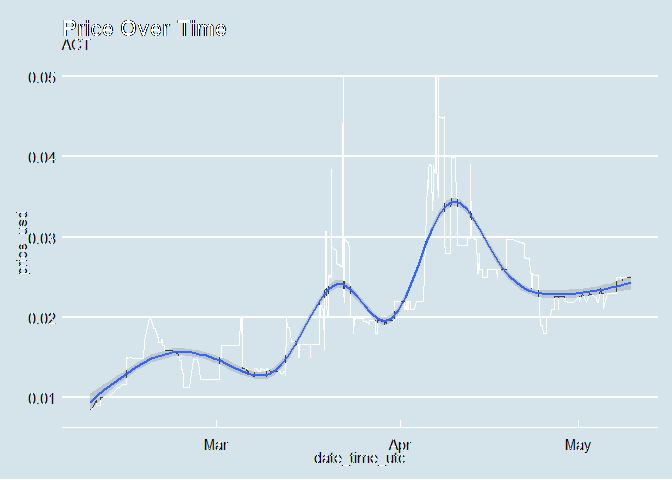 Price Over Time
ACT
0.05
0.04
0.03
0.02
0.01
price_usd
Mar
Apr
May
date_time_utc